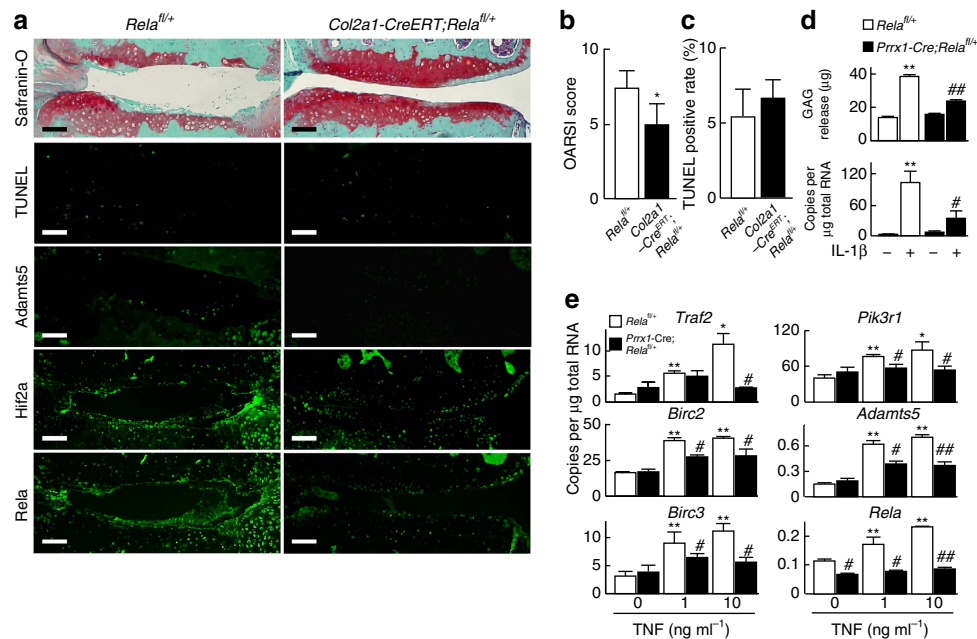 a
Rela^fl/+
Col2a1-CreERT;Rela^fl/+
Safranin-O
TUNEL
Adamts5
Hif2a
Rela
b
OARSI score
10
5
0
*
Rela^fl/+
Col2a1
–Cre^ERT;
Rela^fl/+
c
TUNEL positive rate (%)
10
5
0
Rela^fl/+
Col2a1
–Cre^ERT;
Rela^fl/+
d
Rela^fl/+
Prrx1-Cre;Rela^fl/+
GAG
release (µg)
40
20
0
**
##
Copies per
µg total RNA
120
60
0
**
#
IL-1β – + – +
e
Rela^fl/+
Prrx1-Cre;
Rela^fl/+
Copies per µg total RNA
Traf2
10
5
0
** * #
Pik3r1
120
60
0
** # * #
Birc2
50
25
0
** # ** #
Adamts5
0.6
0.3
0
** # ** ##
Birc3
10
5
0
** # ** #
Rela
0.2
0.1
0
# ** # ** ##
0 1 10
TNF (ng ml⁻¹)
0 1 10
TNF (ng ml⁻¹)